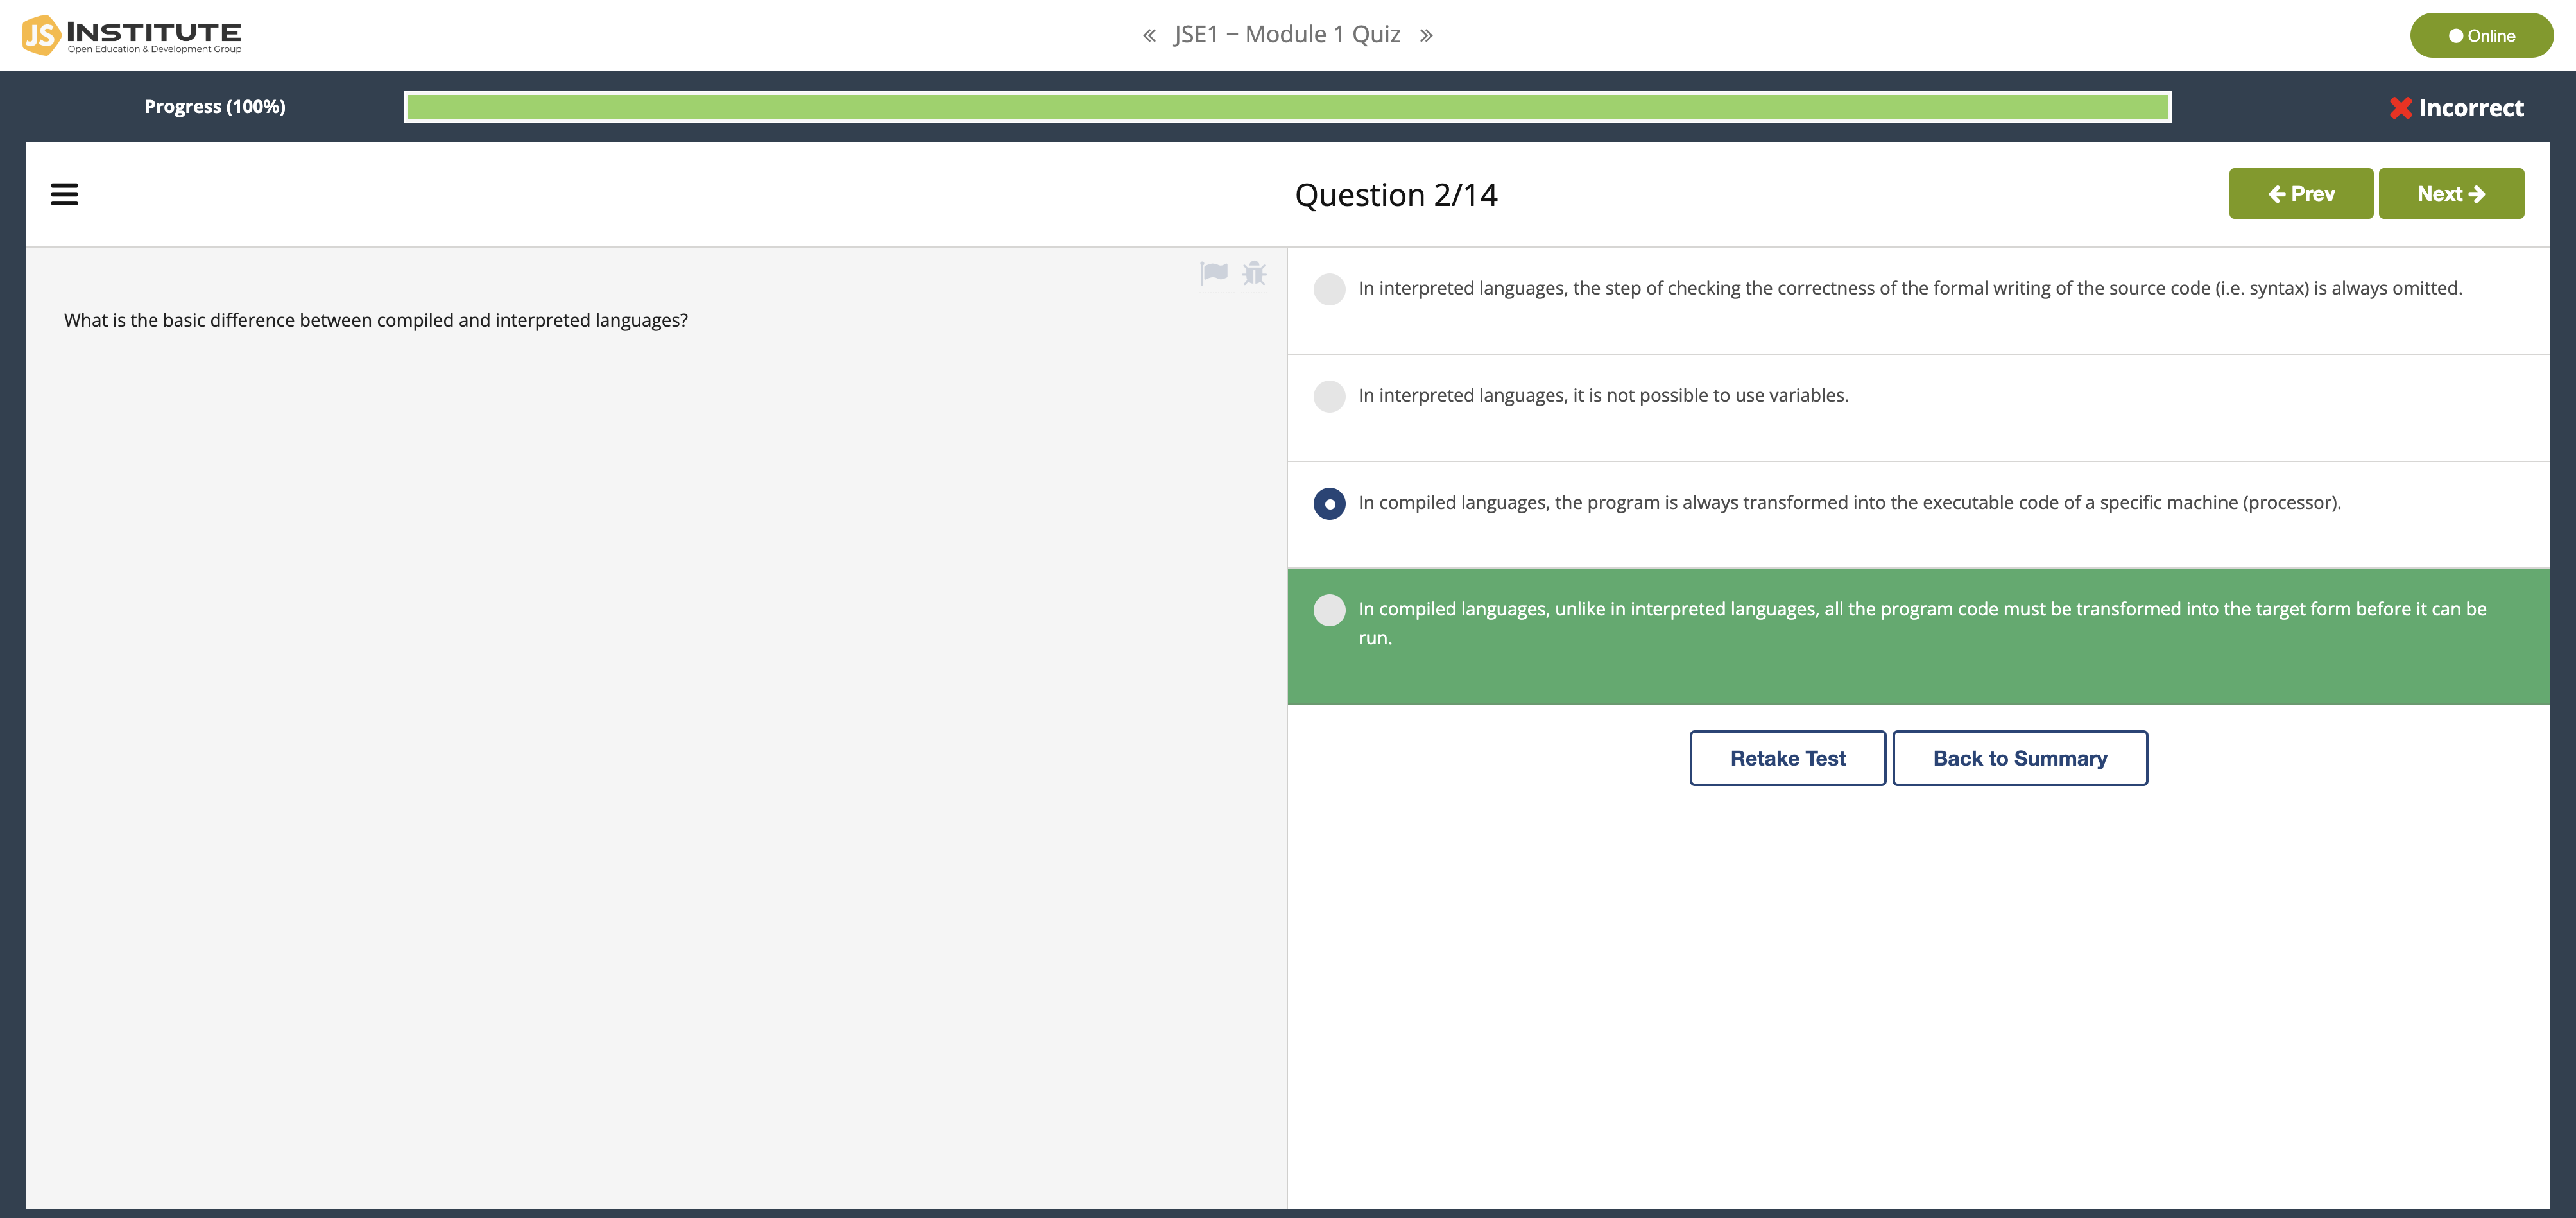 JS INSTITUTE
Open Education & Development Group
« JSE1 – Module 1 Quiz »
Online
Progress (100%)
Incorrect
Question 2/14
Prev
Next
What is the basic difference between compiled and interpreted languages?
In interpreted languages, the step of checking the correctness of the formal writing of the source code (i.e. syntax) is always omitted.
In interpreted languages, it is not possible to use variables.
In compiled languages, the program is always transformed into the executable code of a specific machine (processor).
In compiled languages, unlike in interpreted languages, all the program code must be transformed into the target form before it can be
run.
Retake Test
Back to Summary